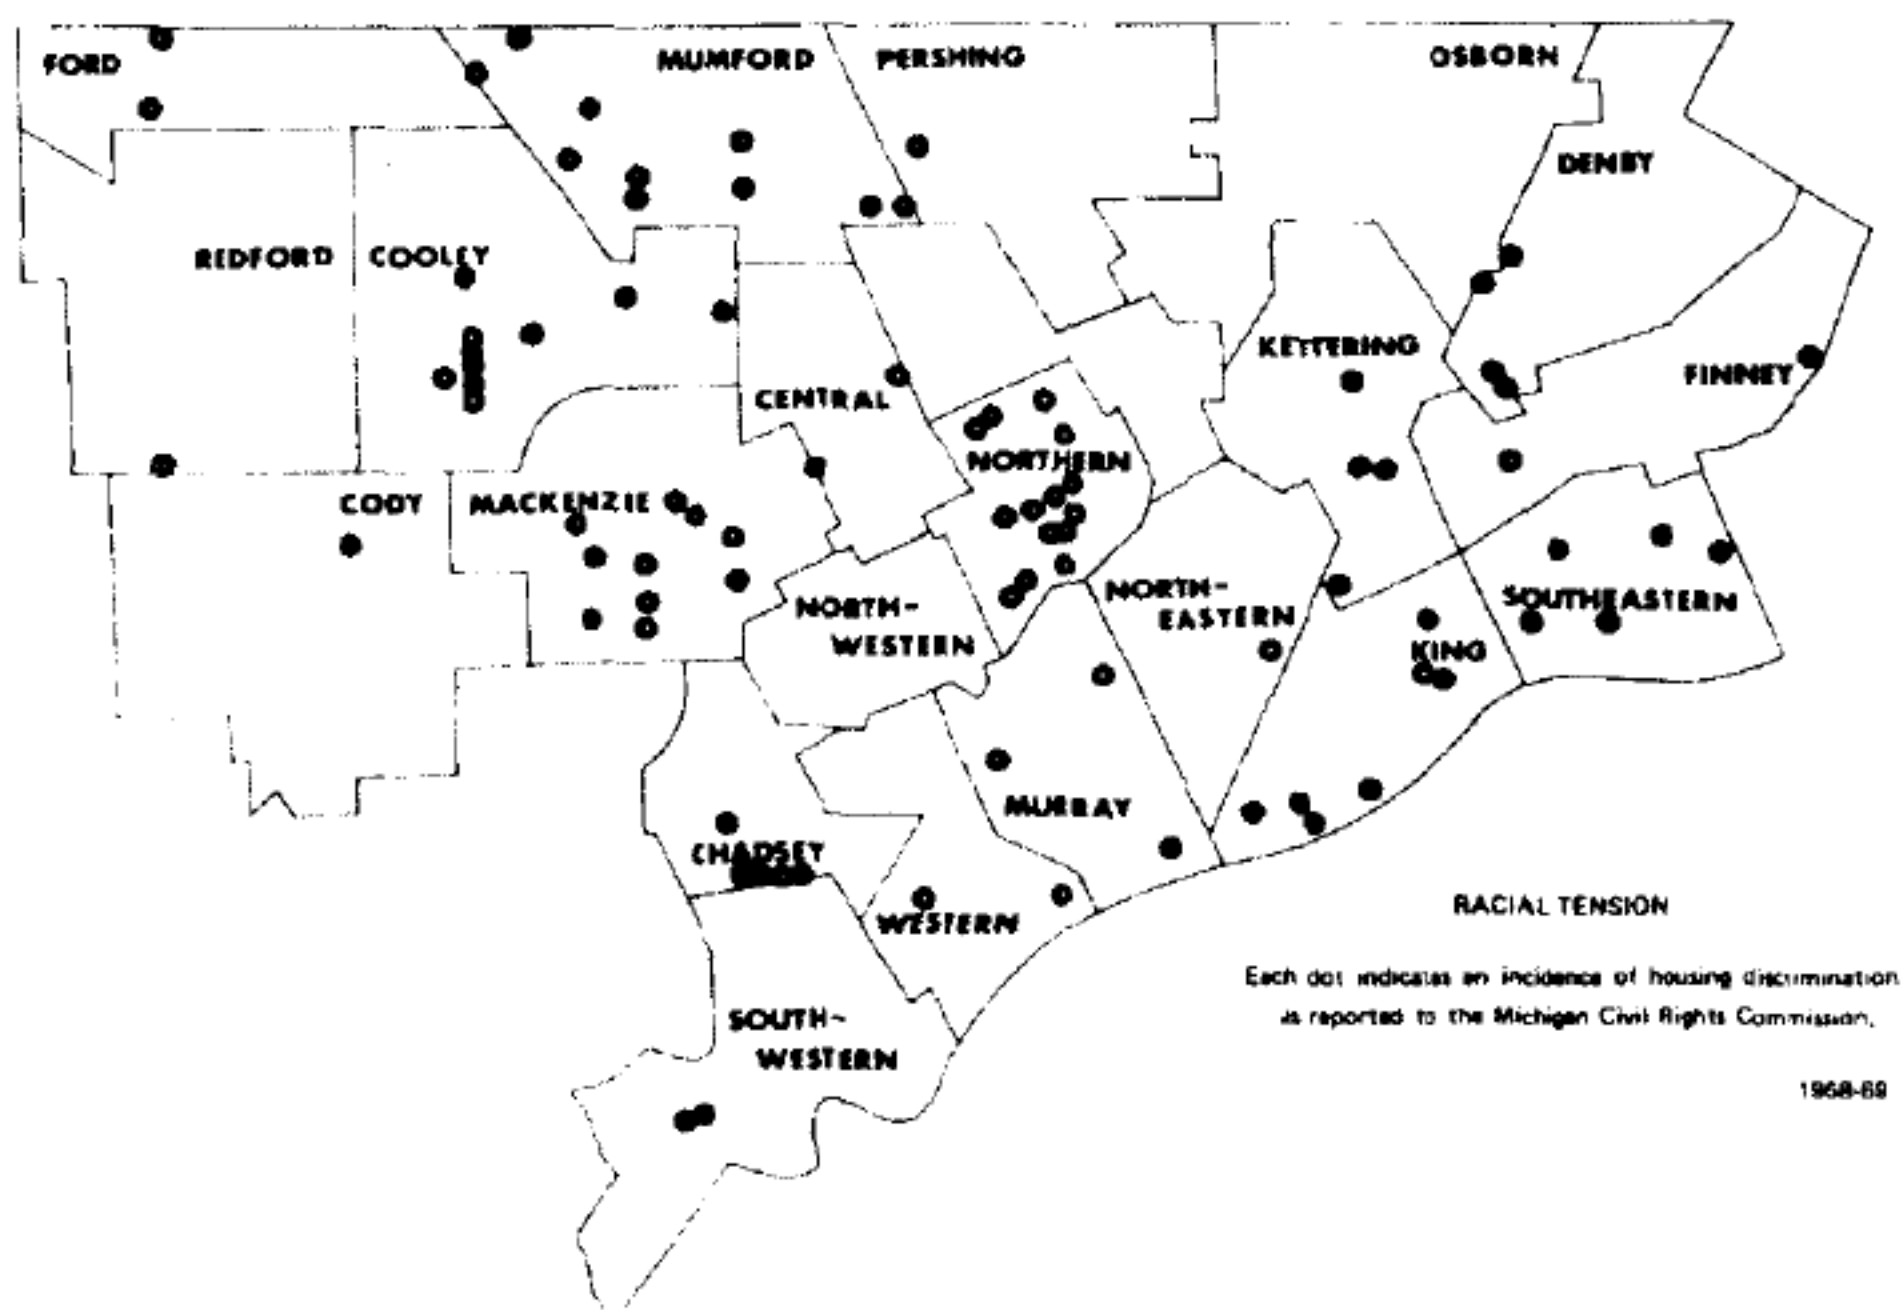 FORD
MUMFORD
PERSHING
OSBORN
DENBY
REDFORD
COOLEY
KETTERING
FINNEY
CENTRAL
NORTHERN
CODY
MACKENZIE
NORTH-
WESTERN
NORTH-
EASTERN
SOUTHEASTERN
KING
MURRAY
CHADSEY
WESTERN
SOUTH-
WESTERN
RACIAL TENSION
Each dot indicates an incidence of housing discrimination
as reported to the Michigan Civil Rights Commission.
1968-69